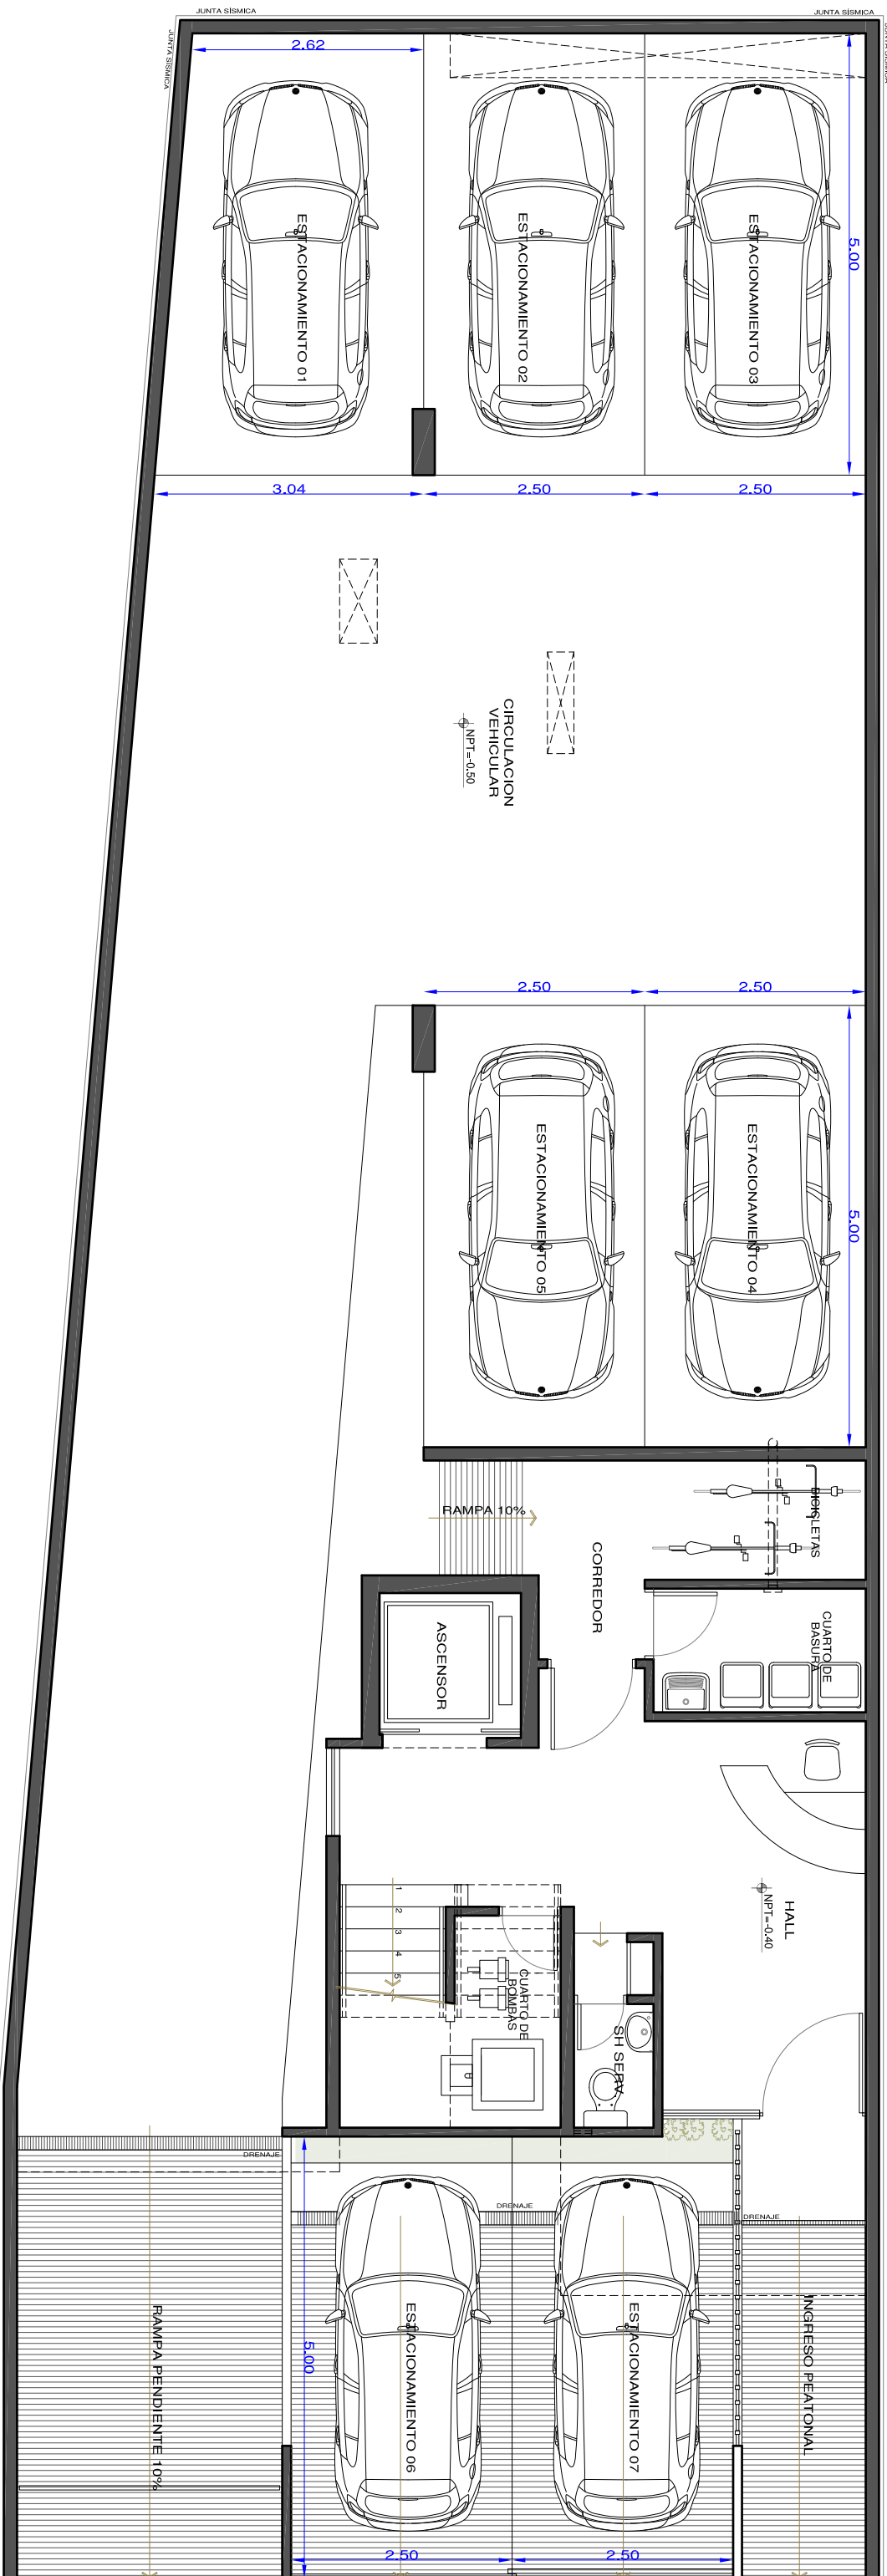 JUNTA SÍSMICA
JUNTA SÍSMICA
JUNTA SÍSMICA
JUNTA SÍSMICA
2.62
5.00
ESTACIONAMIENTO 01
ESTACIONAMIENTO 02
ESTACIONAMIENTO 03
3.04
2.50
2.50
CIRCULACION
VEHICULAR
NPT=-0.50
2.50
2.50
ESTACIONAMIENTO 05
ESTACIONAMIENTO 04
5.00
RAMPA 10%
BICICLETAS
CORREDOR
ASCENSOR
CUARTO DE
BASURA
HALL
NPT=-0.40
1
2
3
4
5
CUARTO DE
BOMBAS
SH SERV.
DRENAJE
DRENAJE
DRENAJE
RAMPA PENDIENTE 10%
5.00
ESTACIONAMIENTO 06
ESTACIONAMIENTO 07
INGRESO PEATONAL
2.50
2.50